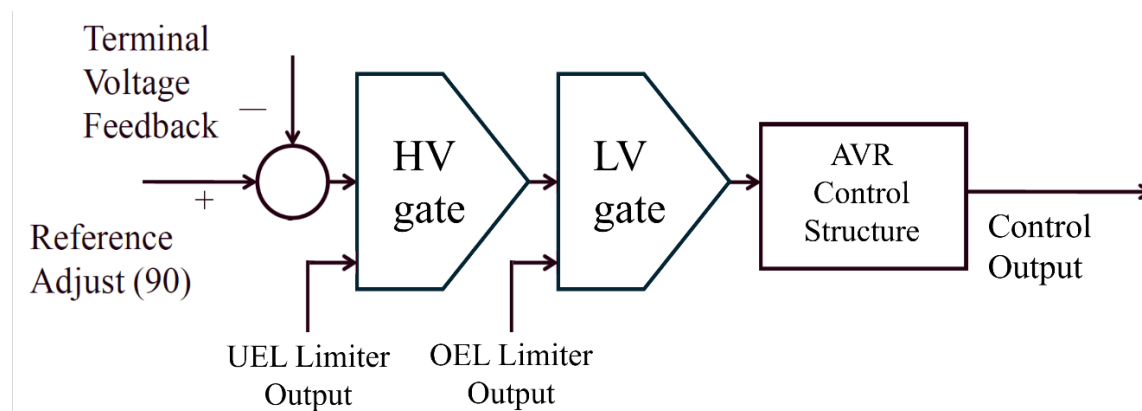 Terminal
Voltage
Feedback
—
+
Reference
Adjust (90)
HV
gate
UEL Limiter
Output
LV
gate
OEL Limiter
Output
AVR
Control
Structure
Control
Output